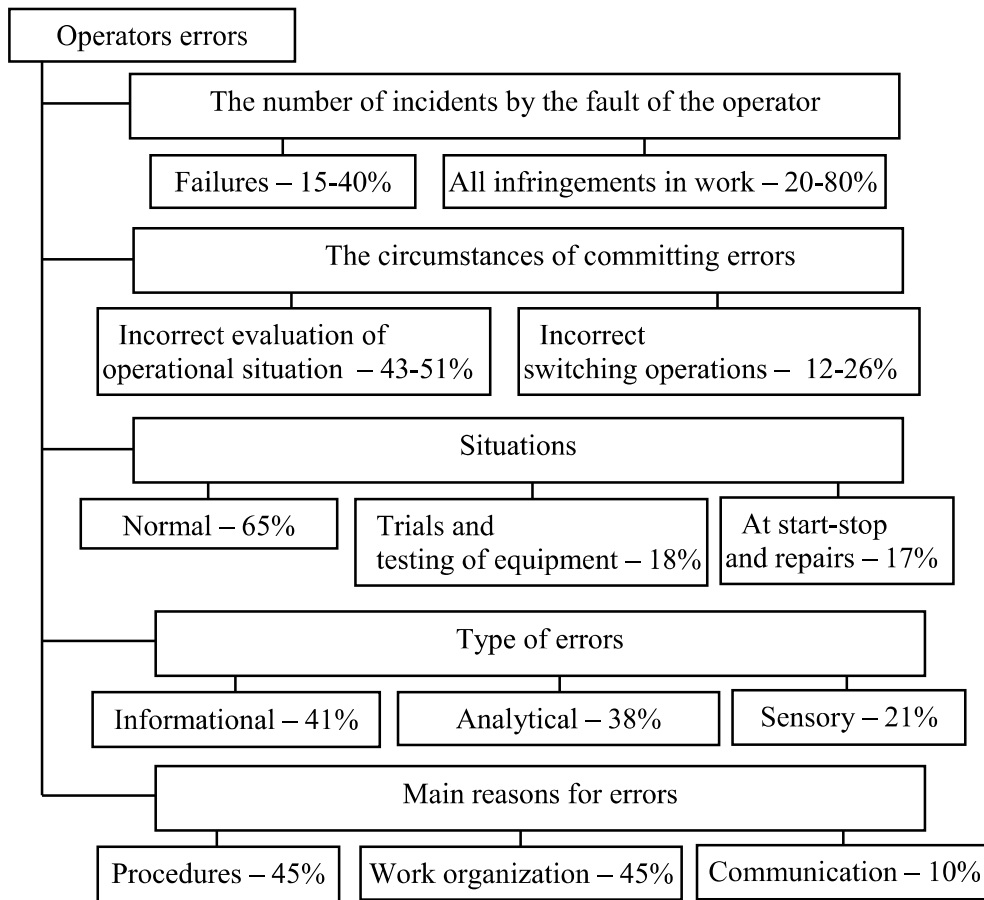 Operators errors
The number of incidents by the fault of the operator
Failures – 15-40%
All infringements in work – 20-80%
The circumstances of committing errors
Incorrect evaluation of
operational situation – 43-51%
Incorrect
switching operations – 12-26%
Situations
Normal – 65%
Trials and
testing of equipment – 18%
At start-stop
and repairs – 17%
Type of errors
Informational – 41%
Analytical – 38%
Sensory – 21%
Main reasons for errors
Procedures – 45%
Work organization – 45%
Communication – 10%